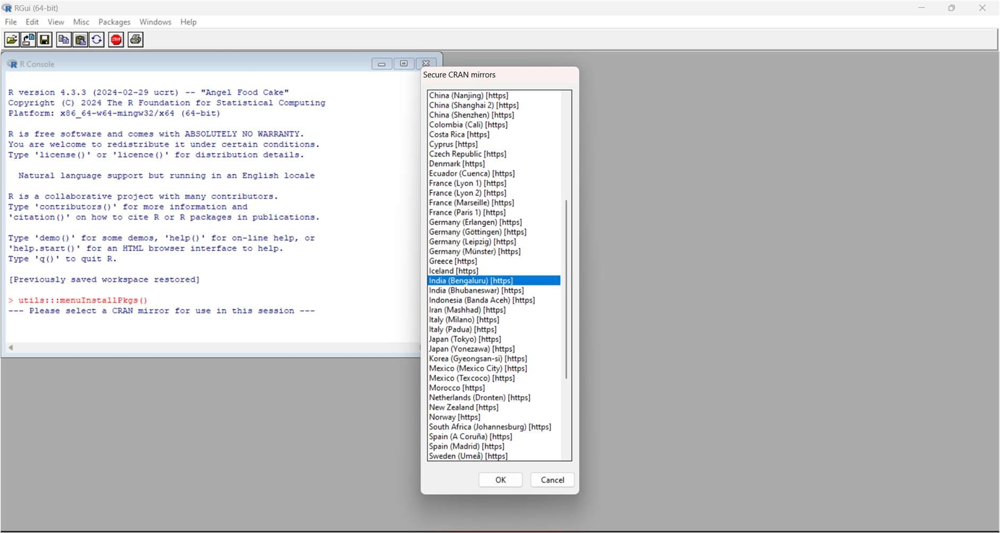 RGui (64-bit)
File Edit View Misc Packages Windows Help
STOP
R Console
R version 4.3.3 (2024-02-29 ucrt) -- "Angel Food Cake"
Copyright (C) 2024 The R Foundation for Statistical Computing
Platform: x86_64-w64-mingw32/x64 (64-bit)
R is free software and comes with ABSOLUTELY NO WARRANTY.
You are welcome to redistribute it under certain conditions.
Type 'license()' or 'licence()' for distribution details.
Natural language support but running in an English locale
R is a collaborative project with many contributors.
Type 'contributors()' for more information and
'citation()' on how to cite R or R packages in publications.
Type 'demo()' for some demos, 'help()' for on-line help, or
'help.start()' for an HTML browser interface to help.
Type 'q()' to quit R.
[Previously saved workspace restored]
> utils:::menuInstallPkgs()
--- Please select a CRAN mirror for use in this session ---
Secure CRAN mirrors
China (Nanjing) [https]
China (Shanghai 2) [https]
China (Shenzhen) [https]
Colombia (Cali) [https]
Costa Rica [https]
Cyprus [https]
Czech Republic [https]
Denmark [https]
Ecuador (Cuenca) [https]
France (Lyon 1) [https]
France (Lyon 2) [https]
France (Marseille) [https]
France (Paris 1) [https]
Germany (Erlangen) [https]
Germany (Göttingen) [https]
Germany (Leipzig) [https]
Germany (Münster) [https]
Greece [https]
Iceland [https]
India (Bengaluru) [https]
India (Bhubaneswar) [https]
Indonesia (Banda Aceh) [https]
Iran (Mashhad) [https]
Italy (Milano) [https]
Italy (Padua) [https]
Japan (Tokyo) [https]
Japan (Yonezawa) [https]
Korea (Gyeongsan-si) [https]
Mexico (Mexico City) [https]
Mexico (Texcoco) [https]
Morocco [https]
Netherlands (Dronten) [https]
New Zealand [https]
Norway [https]
South Africa (Johannesburg) [https]
Spain (A Coruña) [https]
Spain (Madrid) [https]
Sweden (Umeå) [https]
OK Cancel